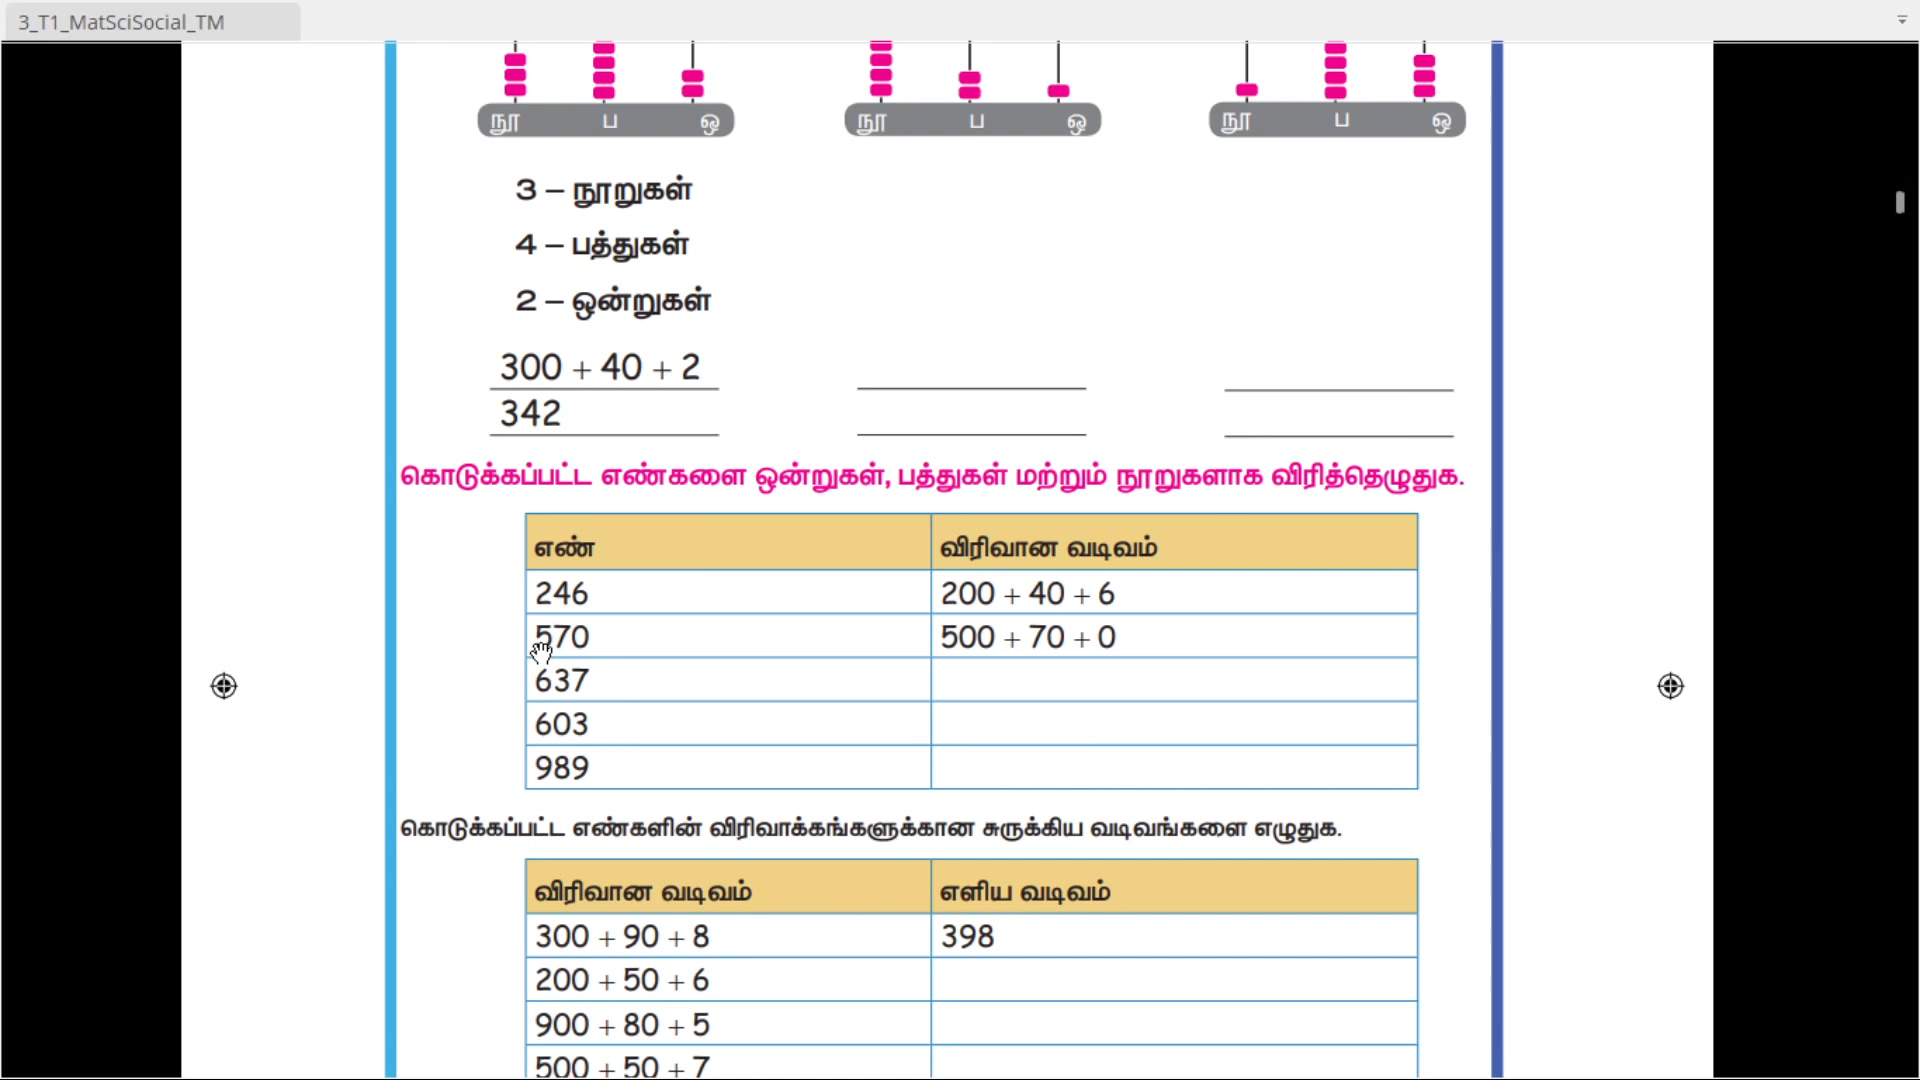 3_T1_MatSciSocial_TM
நூ ப ஒ நூ ப ஒ நூ ப ஒ
3 – நூறுகள்
4 – பத்துகள்
2 – ஒன்றுகள்
300 + 40 + 2
342
கொடுக்கப்பட்ட எண்களை ஒன்றுகள், பத்துகள் மற்றும் நூறுகளாக விரித்தெழுதுக.
எண் விரிவான வடிவம்
246 200 + 40 + 6
570 500 + 70 + 0
637
603
989
கொடுக்கப்பட்ட எண்களின் விரிவாக்கங்களுக்கான சுருக்கிய வடிவங்களை எழுதுக.
விரிவான வடிவம் எளிய வடிவம்
300 + 90 + 8 398
200 + 50 + 6
900 + 80 + 5
500 + 50 + 7